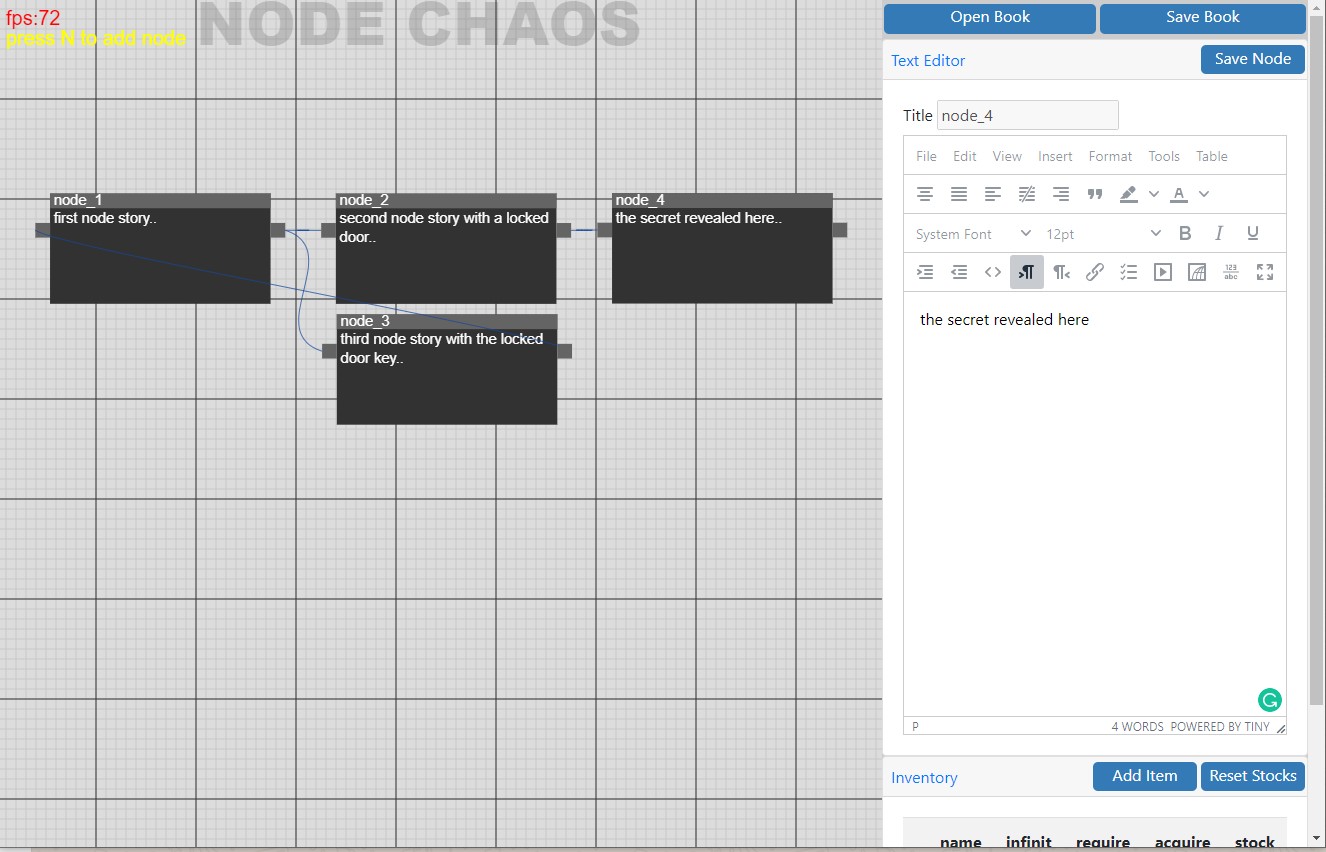 fps:72
press N to add node
NODE CHAOS
node_1
first node story..
node_2
second node story with a locked
door..
node_4
the secret revealed here..
node_3
third node story with the locked
door key..
Open Book
Save Book
Text Editor
Save Node
Title
node_4
File Edit View Insert Format Tools Table
System Font
12pt
B I U
123
abc
the secret revealed here
P
4 WORDS POWERED BY TINY
Inventory
Add Item
Reset Stocks
name infinit require acquire stock